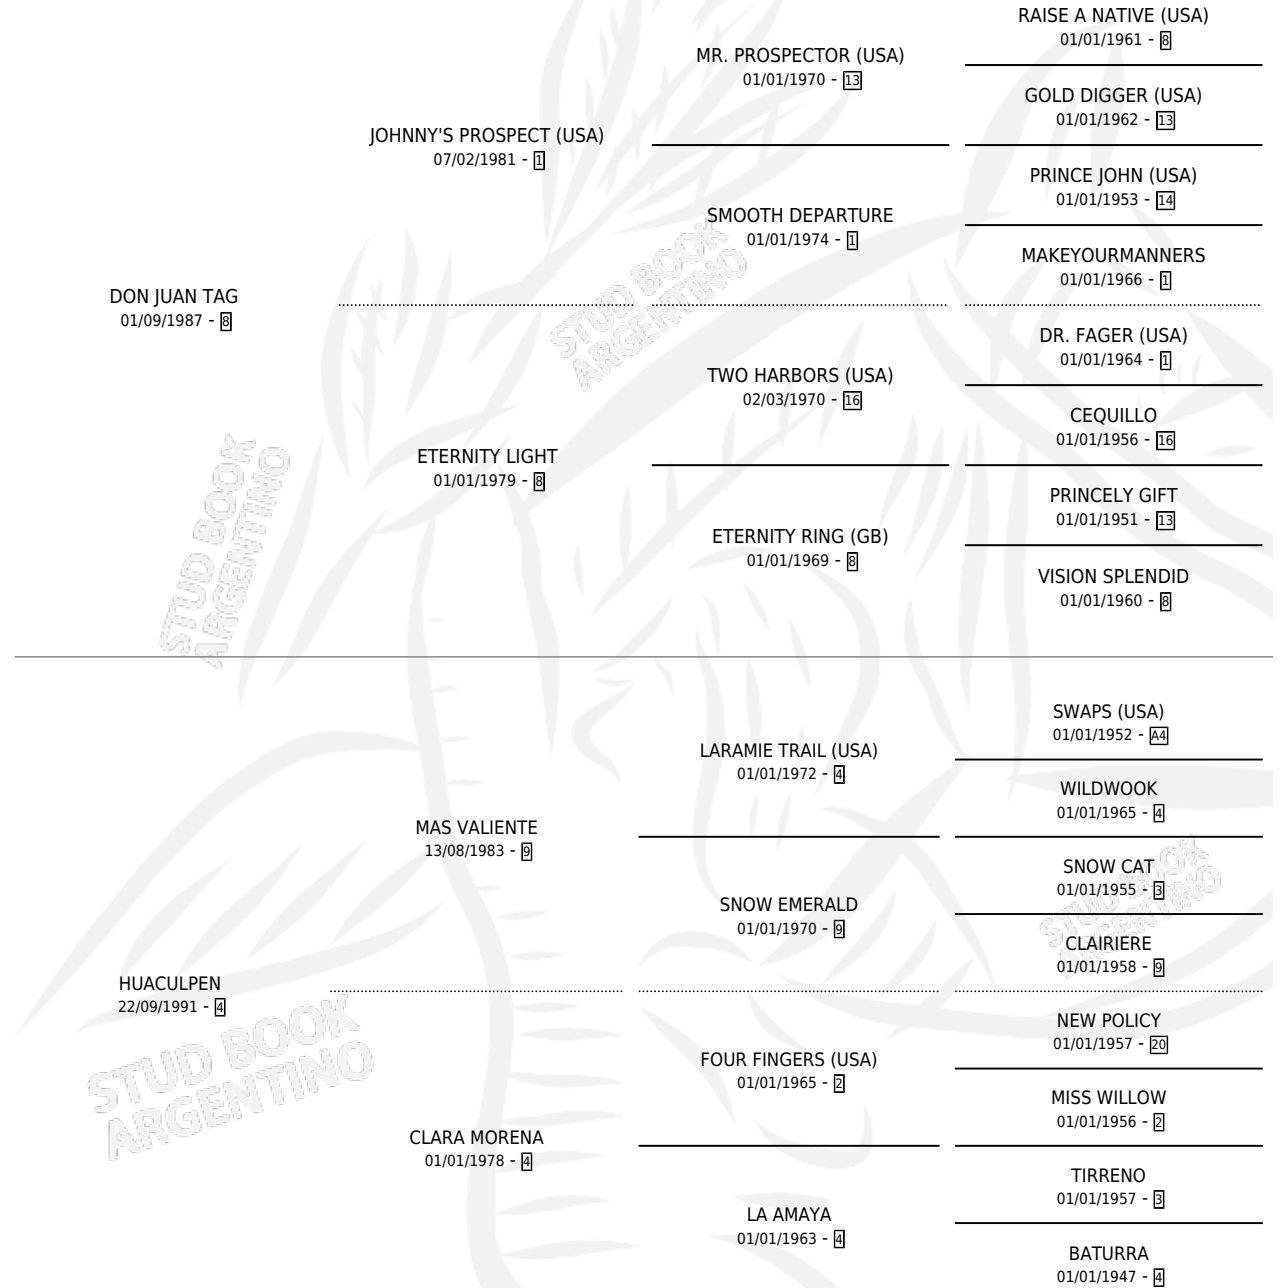 RAISE A NATIVE (USA)
01/01/1961 - 8
MR. PROSPECTOR (USA)
01/01/1970 - 13
GOLD DIGGER (USA)
01/01/1962 - 13
JOHNNY'S PROSPECT (USA)
07/02/1981 - 1
PRINCE JOHN (USA)
01/01/1953 - 14
SMOOTH DEPARTURE
01/01/1974 - 1
MAKEYOURMANNERS
01/01/1966 - 1
DON JUAN TAG
01/09/1987 - 8
DR. FAGER (USA)
01/01/1964 - 1
TWO HARBORS (USA)
02/03/1970 - 16
CEQUILLO
01/01/1956 - 16
ETERNITY LIGHT
01/01/1979 - 8
PRINCELY GIFT
01/01/1951 - 13
ETERNITY RING (GB)
01/01/1969 - 8
VISION SPLENDID
01/01/1960 - 8
STUD BOOK
ARGENTINO
STUD BOOK
ARGENTINO
SWAPS (USA)
01/01/1952 - A4
LARAMIE TRAIL (USA)
01/01/1972 - 4
WILDWOOK
01/01/1965 - 4
MAS VALIENTE
13/08/1983 - 9
SNOW CAT
01/01/1955 - 3
SNOW EMERALD
01/01/1970 - 9
CLAIRIERE
01/01/1958 - 9
STUD BOOK
ARGENTINO
HUACULPEN
22/09/1991 - 4
NEW POLICY
01/01/1957 - 20
FOUR FINGERS (USA)
01/01/1965 - 2
MISS WILLOW
01/01/1956 - 2
STUD BOOK
ARGENTINO
CLARA MORENA
01/01/1978 - 4
TIRRENO
01/01/1957 - 3
LA AMAYA
01/01/1963 - 4
BATURRA
01/01/1947 - 4